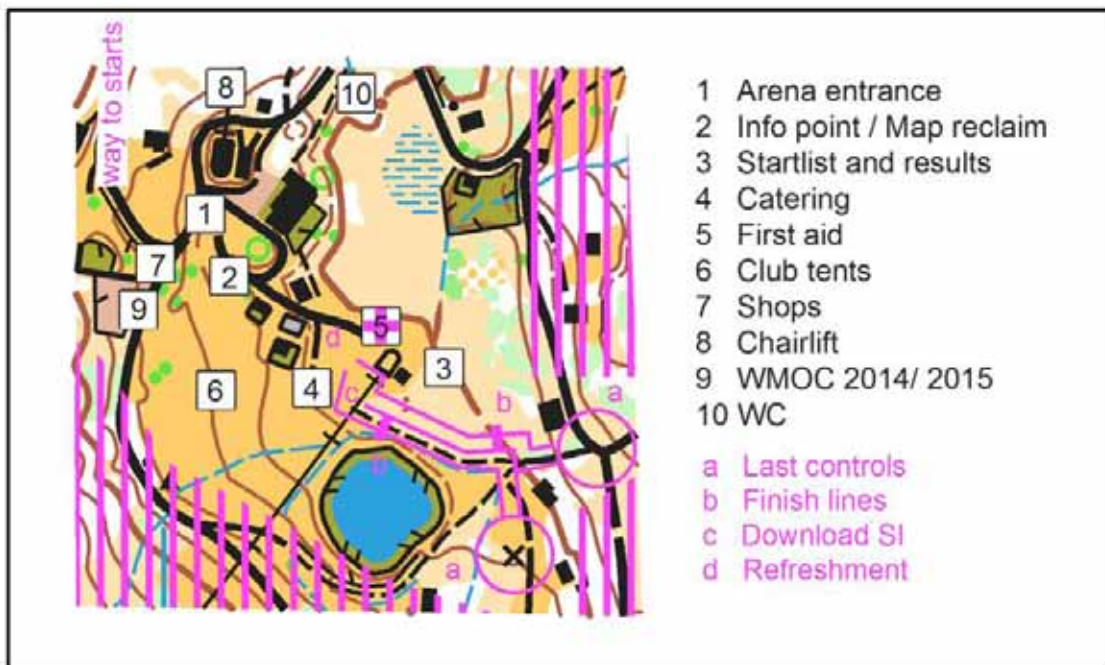 way to starts
8
10
1
7
2
9
5
d
6
4
3
c
b
a
b
a
1 Arena entrance
2 Info point / Map reclaim
3 Startlist and results
4 Catering
5 First aid
6 Club tents
7 Shops
8 Chairlift
9 WMOC 2014/ 2015
10 WC
a Last controls
b Finish lines
c Download SI
d Refreshment